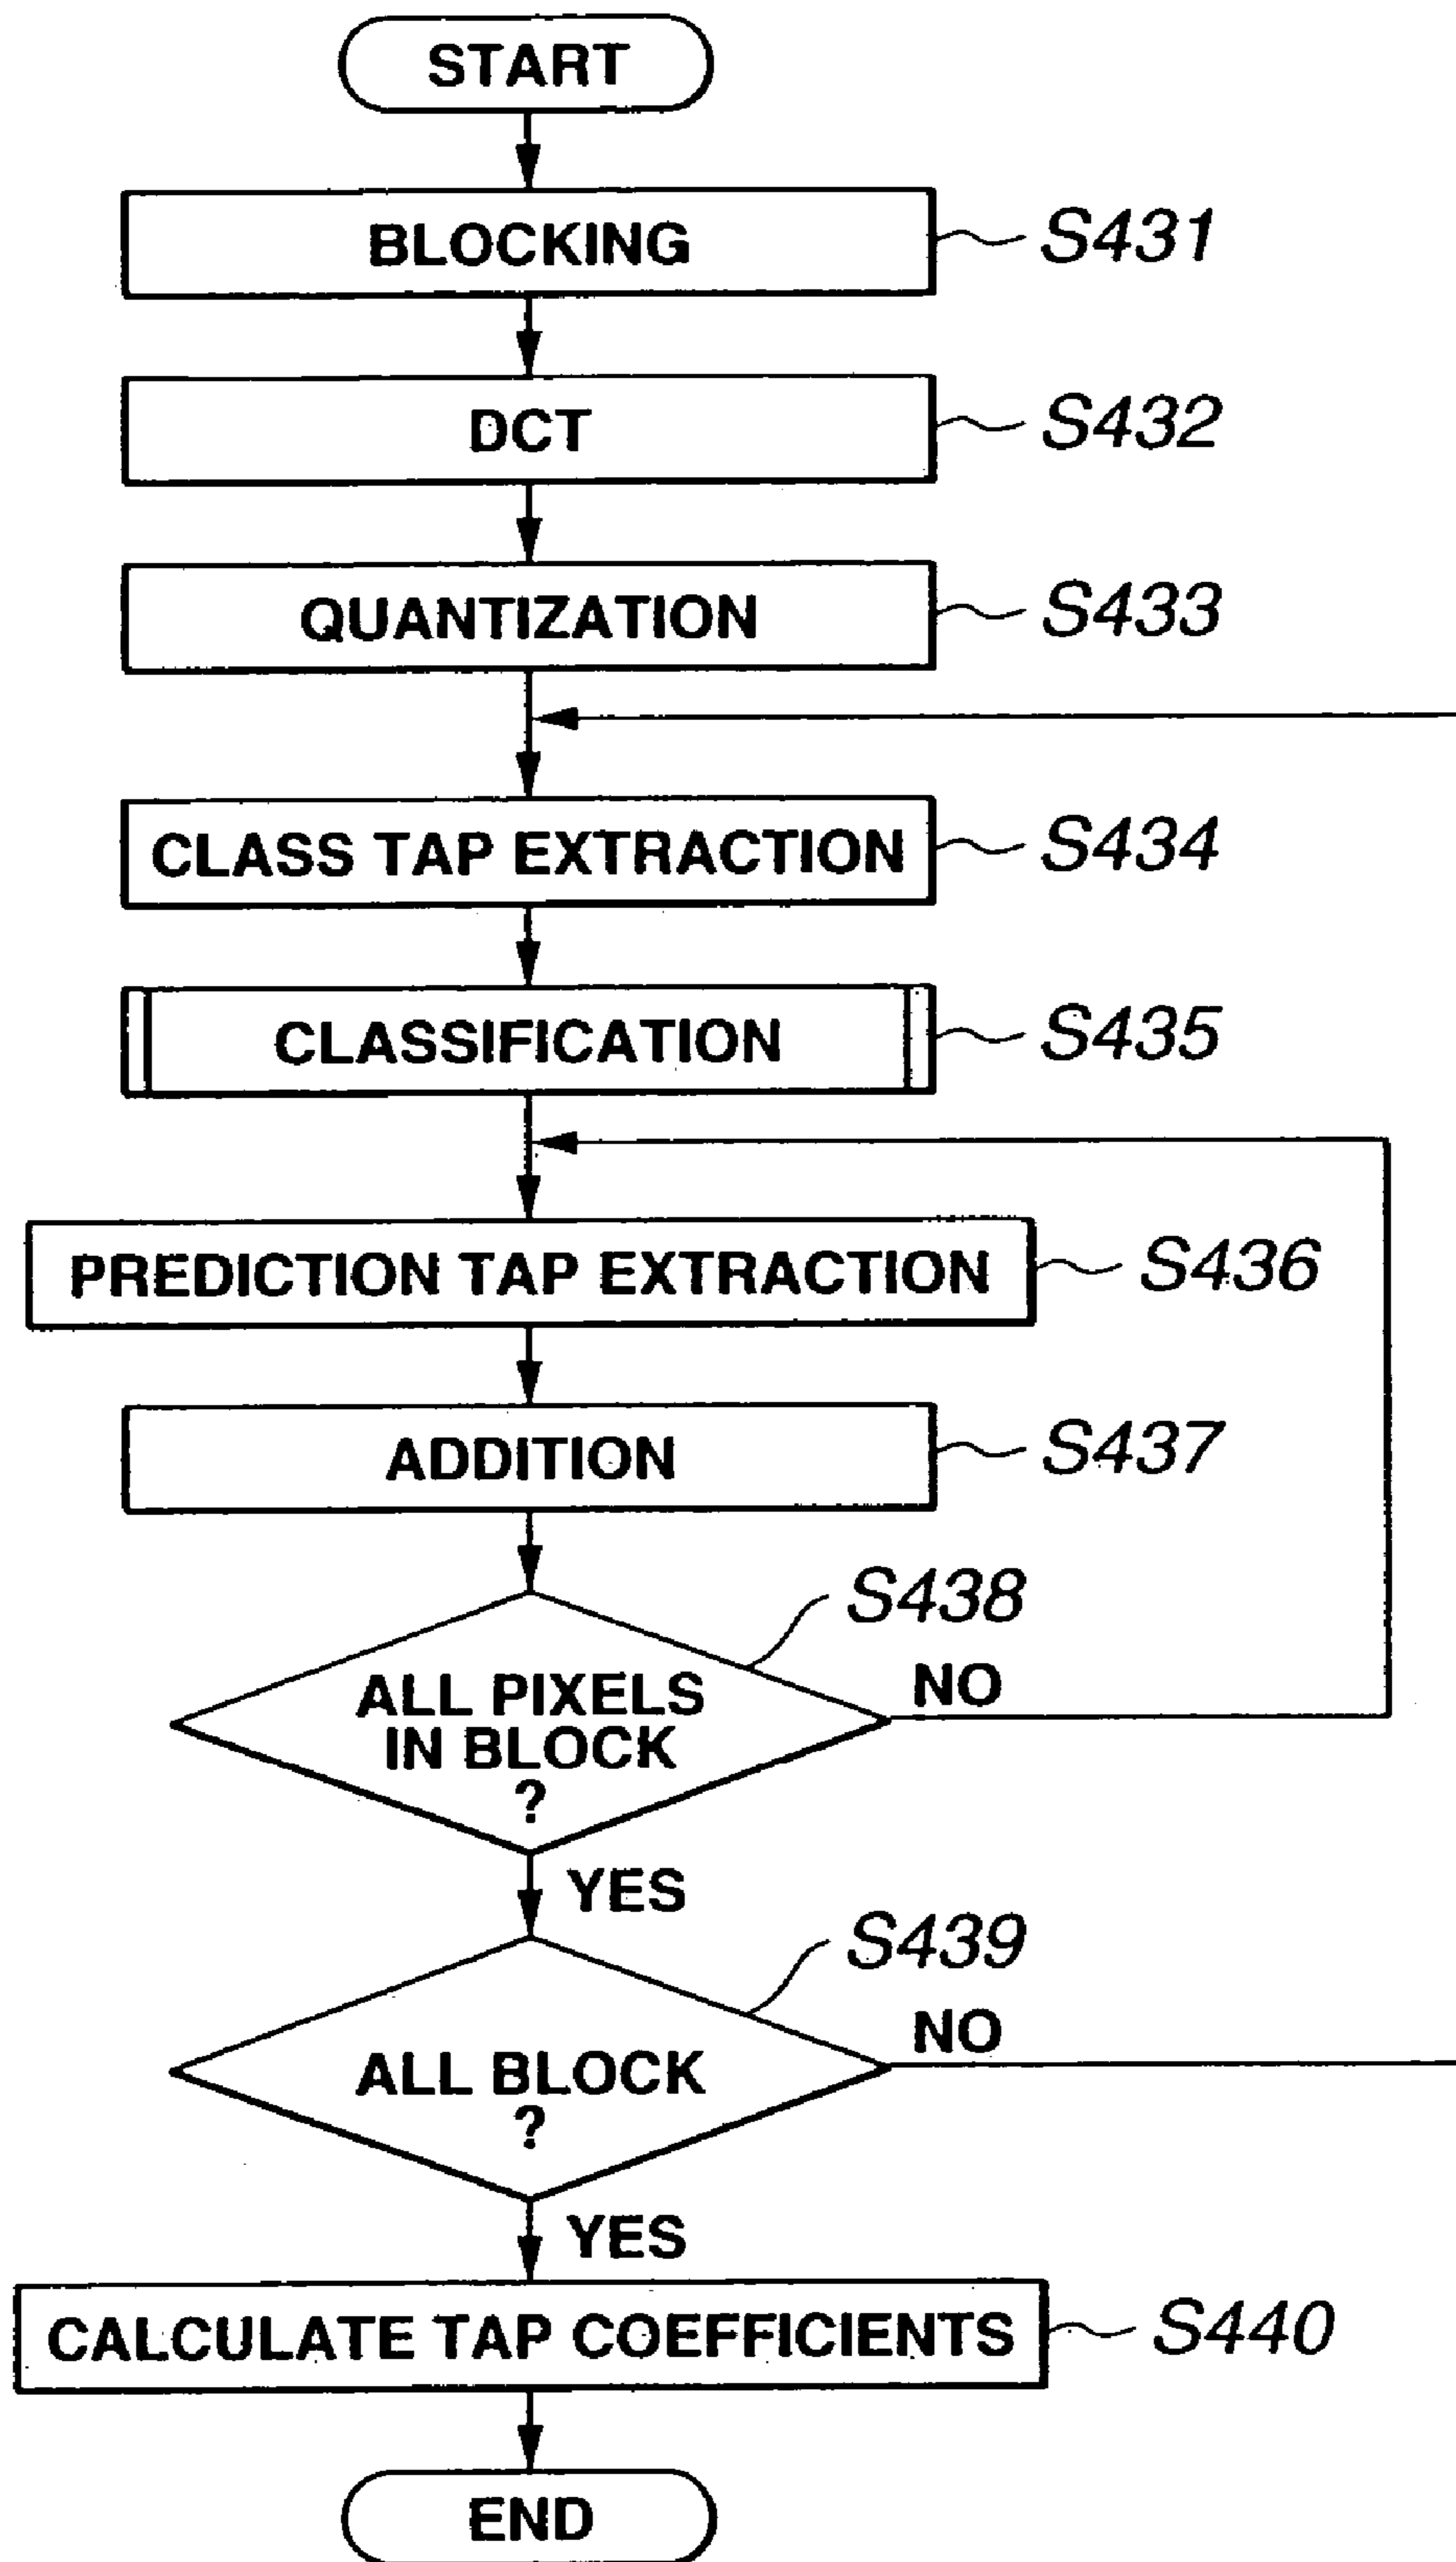 START
BLOCKING
S431
DCT
S432
QUANTIZATION
S433
CLASS TAP EXTRACTION
S434
CLASSIFICATION
S435
PREDICTION TAP EXTRACTION
S436
ADDITION
S437
S438
ALL PIXELS
IN BLOCK
?
NO
YES
S439
ALL BLOCK
?
NO
YES
CALCULATE TAP COEFFICIENTS
S440
END